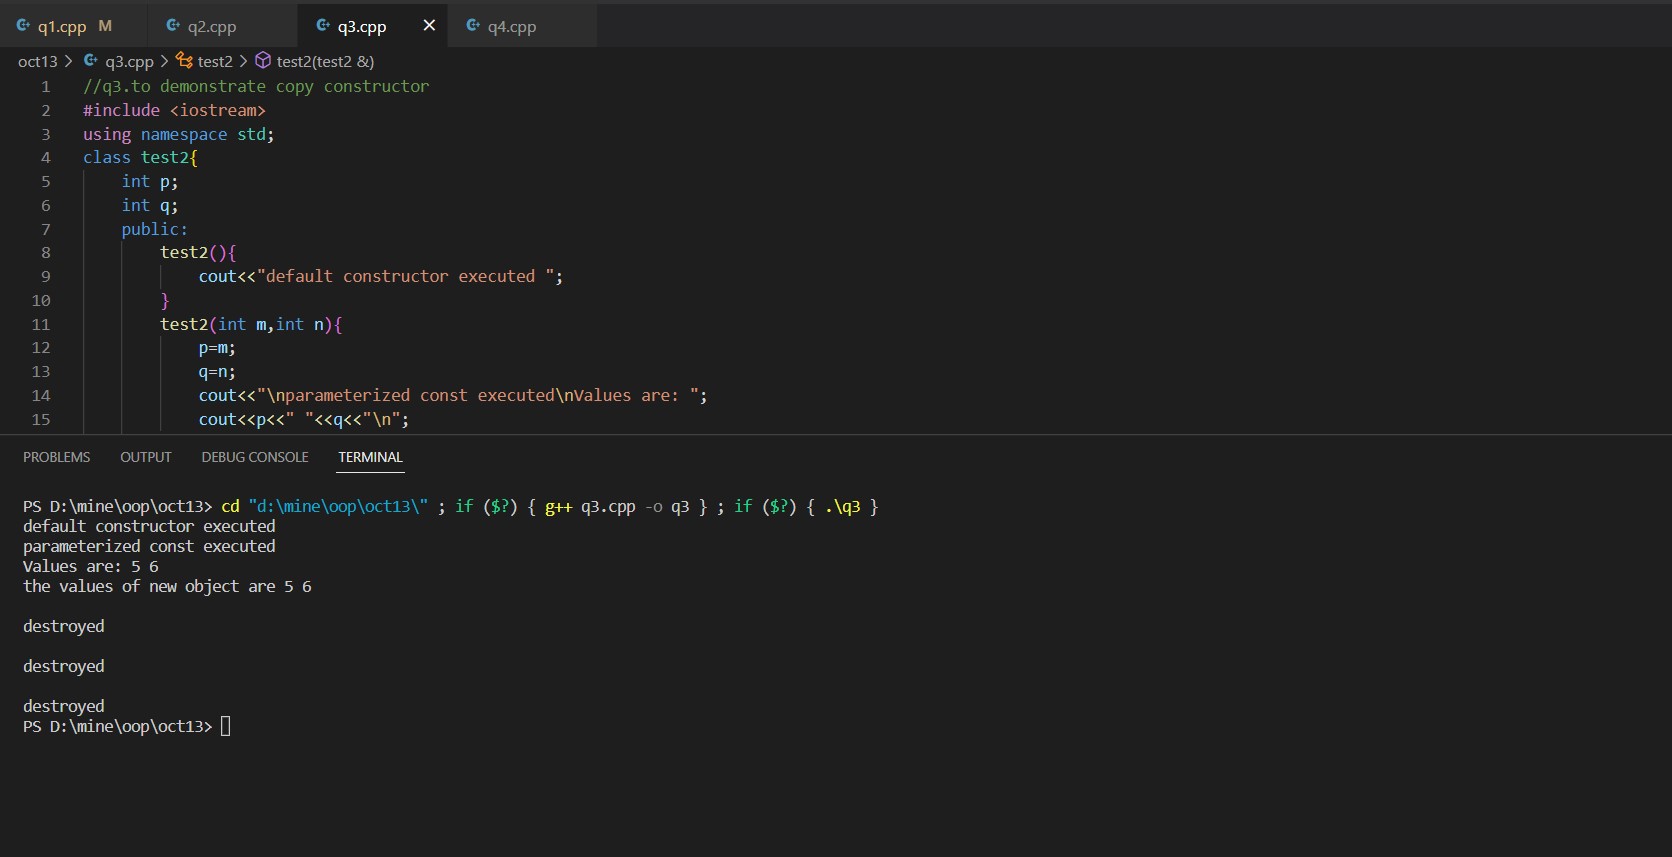 q1.cpp M q2.cpp q3.cpp × q4.cpp
oct13 > q3.cpp > test2 > test2(test2 &)
1 //q3.to demonstrate copy constructor
2 #include <iostream>
3 using namespace std;
4 class test2{
5 int p;
6 int q;
7 public:
8 test2(){
9 cout<<"default constructor executed ";
10 }
11 test2(int m,int n){
12 p=m;
13 q=n;
14 cout<<"\nparameterized const executed\nValues are: ";
15 cout<<p<<" "<<q<<"\n";
PROBLEMS OUTPUT DEBUG CONSOLE TERMINAL
PS D:\mine\oop\oct13> cd "d:\mine\oop\oct13\" ; if ($?) { g++ q3.cpp -o q3 } ; if ($?) { .\q3 }
default constructor executed
parameterized const executed
Values are: 5 6
the values of new object are 5 6
destroyed
destroyed
destroyed
PS D:\mine\oop\oct13>